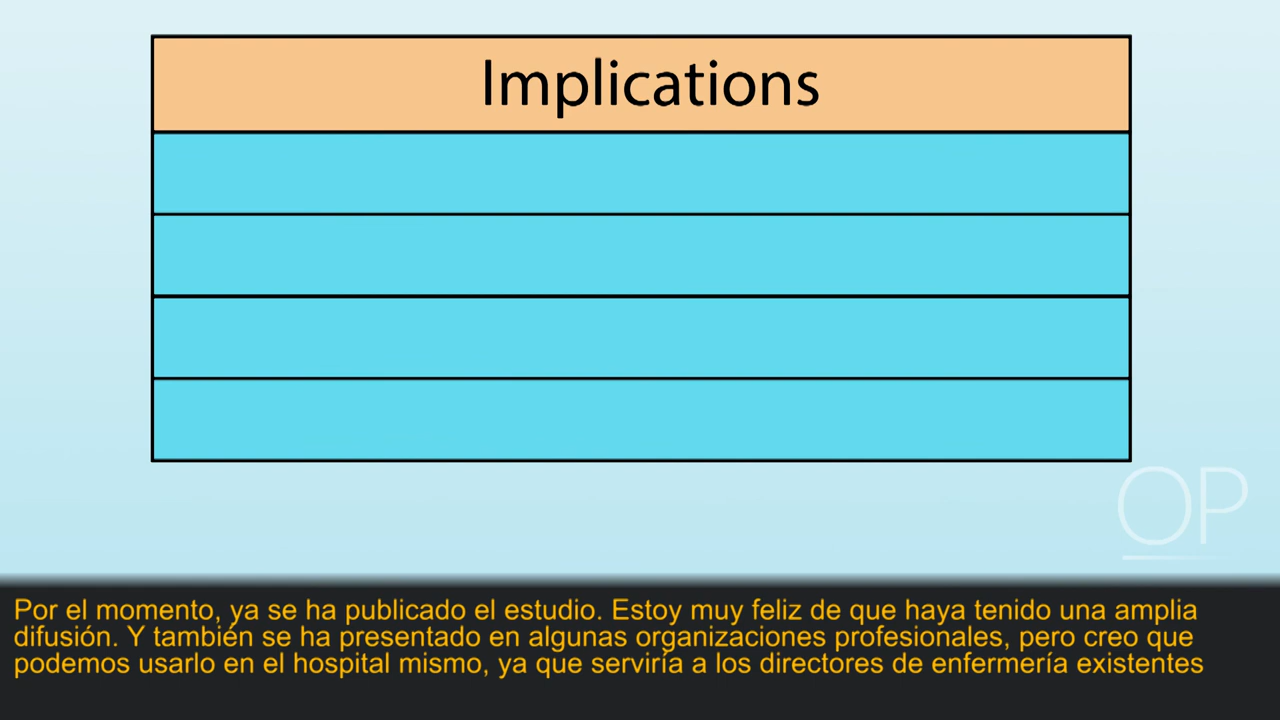 Implications
OP
Por el momento, ya se ha publicado el estudio. Estoy muy feliz de que haya tenido una amplia
difusión. Y también se ha presentado en algunas organizaciones profesionales, pero creo que
podemos usarlo en el hospital mismo, ya que serviría a los directores de enfermería existentes